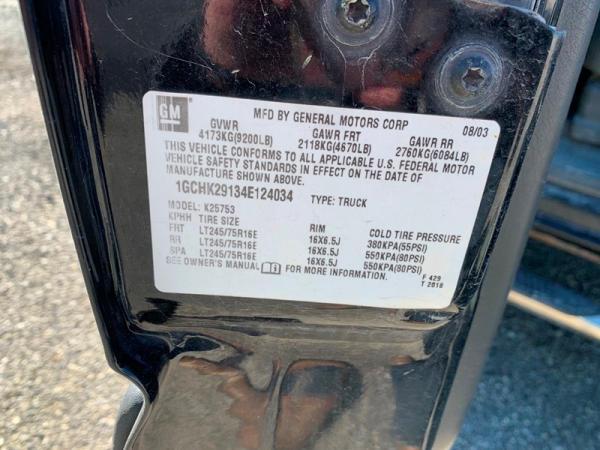 GM
MFD BY GENERAL MOTORS CORP 08/03
GVWR GAWR FRT GAWR RR
4173KG(9200LB) 2118KG(4670LB) 2760KG(6084LB)
THIS VEHICLE CONFORMS TO ALL APPLICABLE U.S. FEDERAL MOTOR
VEHICLE SAFETY STANDARDS IN EFFECT ON THE DATE OF
MANUFACTURE SHOWN ABOVE.
1GCHK29134E124034 TYPE: TRUCK
MODEL: K25753
KPHH TIRE SIZE RIM COLD TIRE PRESSURE
FRT LT245/75R16E 16X6.5J 380KPA(55PSI)
RR LT245/75R16E 16X6.5J 550KPA(80PSI)
SPA LT245/75R16E 16X6.5J 550KPA(80PSI)
SEE OWNER'S MANUAL FOR MORE INFORMATION.
F 429
T 2818